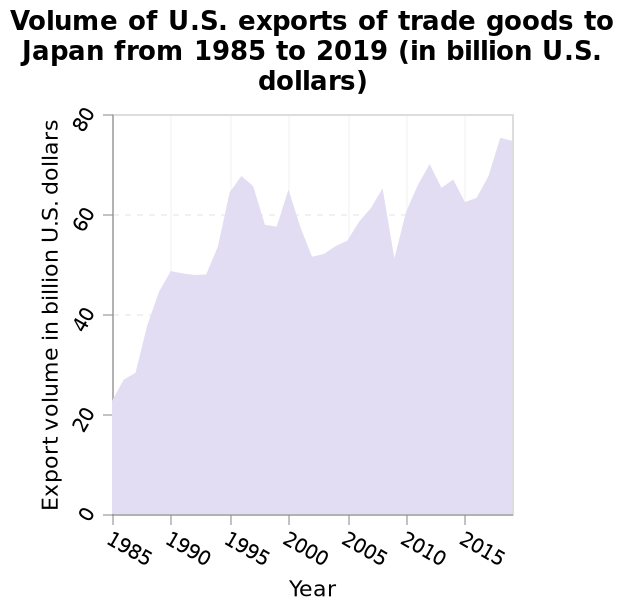 Volume of U.S. exports of trade goods to
Japan from 1985 to 2019 (in billion U.S.
dollars)
Export volume in billion U.S. dollars
80
60
40
20
0
1985
1990
1995
2000
2005
2010
2015
Year